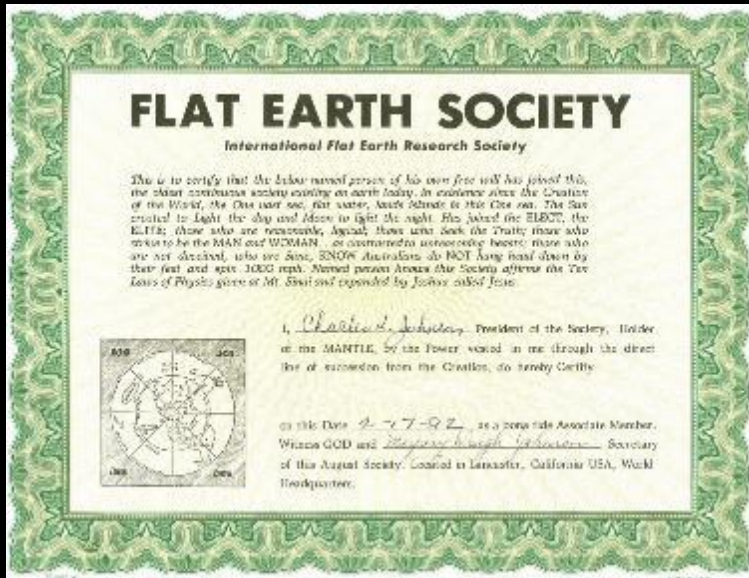 FLAT EARTH SOCIETY
International Flat Earth Research Society
This is to certify that the below named person of his own free will has joined this,
the oldest continuous society existing on earth today. In existence since the Creation
of the World, the One vast sea, flat water, lands islands in this One sea. The Sun
created to Light the day and Moon to light the night. Has joined the ELECT, the
ELITE; those who are reasonable, logical; those who Seek the Truth; those who
strive to be the MAN and WOMAN... as contrasted to unreasoning beasts; those who
are not deceived, who are Sane, KNOW Australians do NOT hang head down by
their feet and spin 1000 mph. Named person knows this Society affirms the Ten
Laws of Physics given at Mt. Sinai and expanded by Joshua called Jesus
I, Charles K. Johnson, President of the Society, Holder
of the MANTLE, by the Power vested in me through the direct
line of succession from the Creation, do hereby Certify
on this Date as a bona fide Associate Member.
Witness GOD and Johnson Secretary
of this August Society. Located in Lancaster, California USA, World
Headquarters.